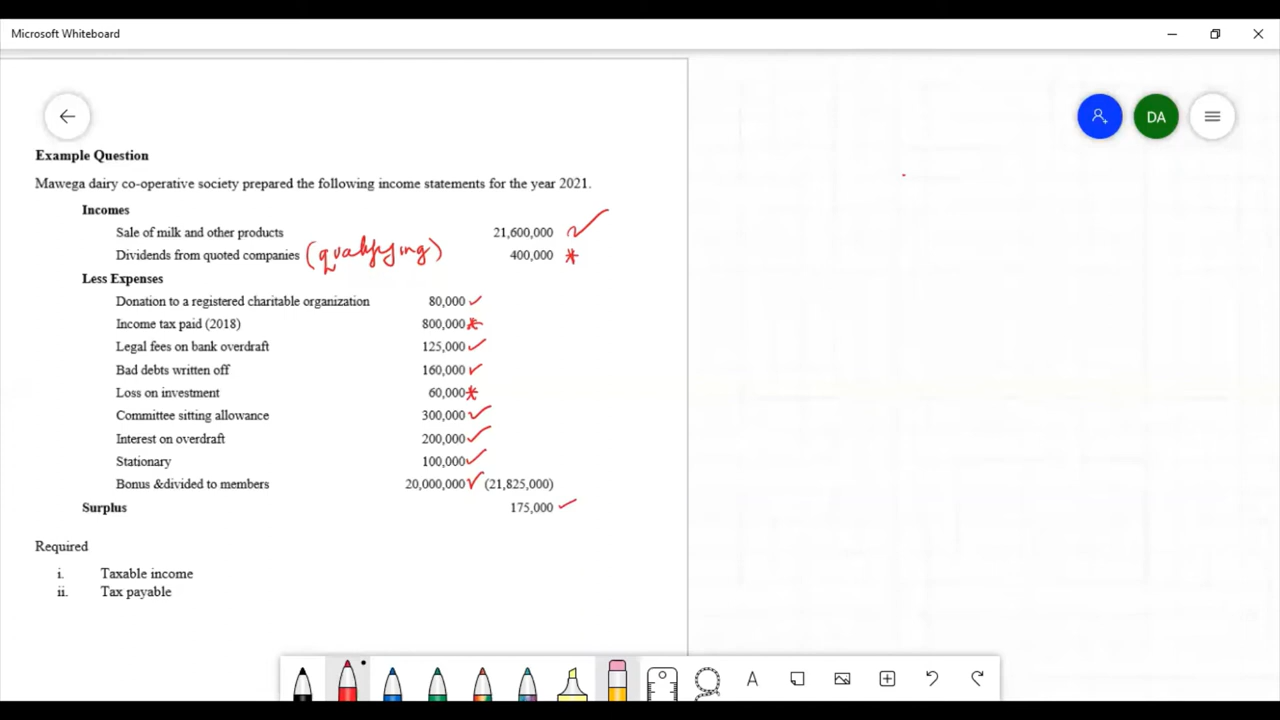 Microsoft Whiteboard
DA
Example Question
Mawega dairy co-operative society prepared the following income statements for the year 2021.
Incomes
Sale of milk and other products 21,600,000
Dividends from quoted companies (qualifying) 400,000
Less Expenses
Donation to a registered charitable organization 80,000
Income tax paid (2018) 800,000
Legal fees on bank overdraft 125,000
Bad debts written off 160,000
Loss on investment 60,000
Committee sitting allowance 300,000
Interest on overdraft 200,000
Stationary 100,000
Bonus &divided to members 20,000,000 (21,825,000)
Surplus 175,000
Required
i. Taxable income
ii. Tax payable
A